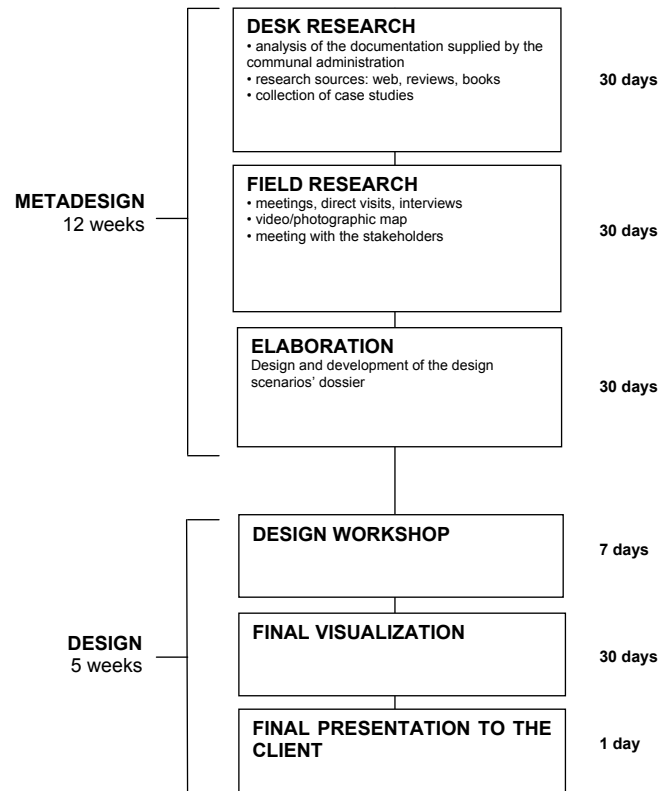 DESK RESEARCH
• analysis of the documentation supplied by the
communal administration
• research sources: web, reviews, books
• collection of case studies
30 days
METADESIGN
12 weeks
FIELD RESEARCH
• meetings, direct visits, interviews
• video/photographic map
• meeting with the stakeholders
30 days
ELABORATION
Design and development of the design
scenarios’ dossier
30 days
DESIGN WORKSHOP
7 days
DESIGN
5 weeks
FINAL VISUALIZATION
30 days
FINAL PRESENTATION TO THE
CLIENT
1 day